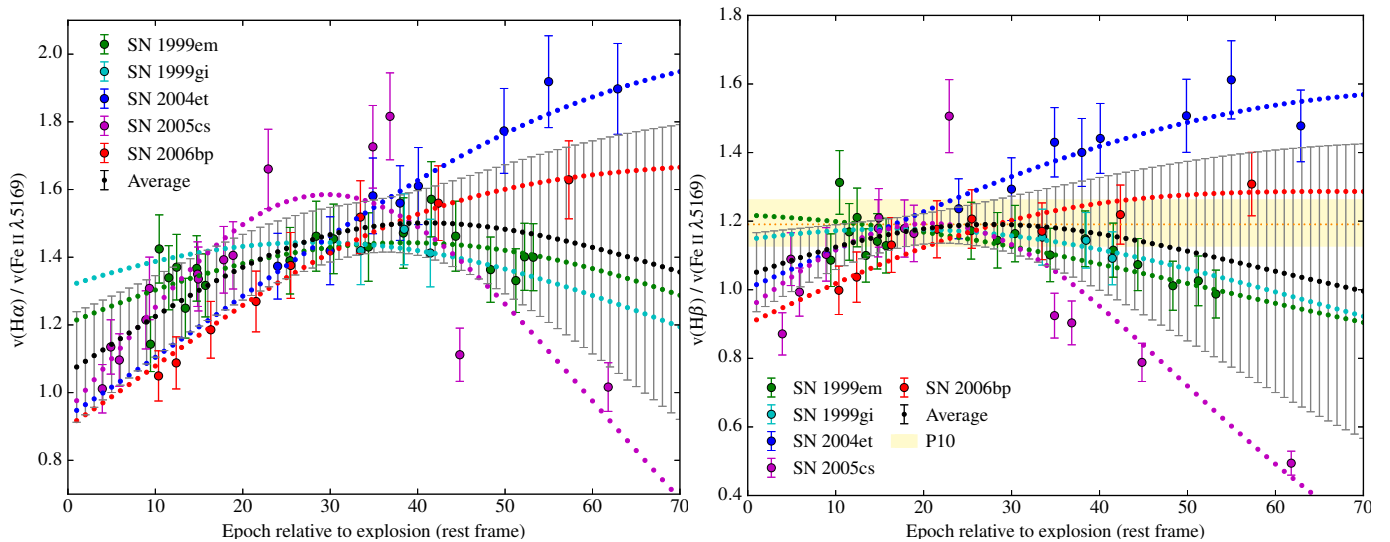 2.0
1.8
1.6
1.4
1.2
1.0
0.8
v(Hα) / v(Fe II λ5169)
SN 1999em
SN 1999gi
SN 2004et
SN 2005cs
SN 2006bp
Average
0 10 20 30 40 50 60 70
Epoch relative to explosion (rest frame)
1.8
1.6
1.4
1.2
1.0
0.8
0.6
0.4
v(Hβ) / v(Fe II λ5169)
SN 1999em
SN 1999gi
SN 2004et
SN 2005cs
SN 2006bp
Average
P10
0 10 20 30 40 50 60 70
Epoch relative to explosion (rest frame)